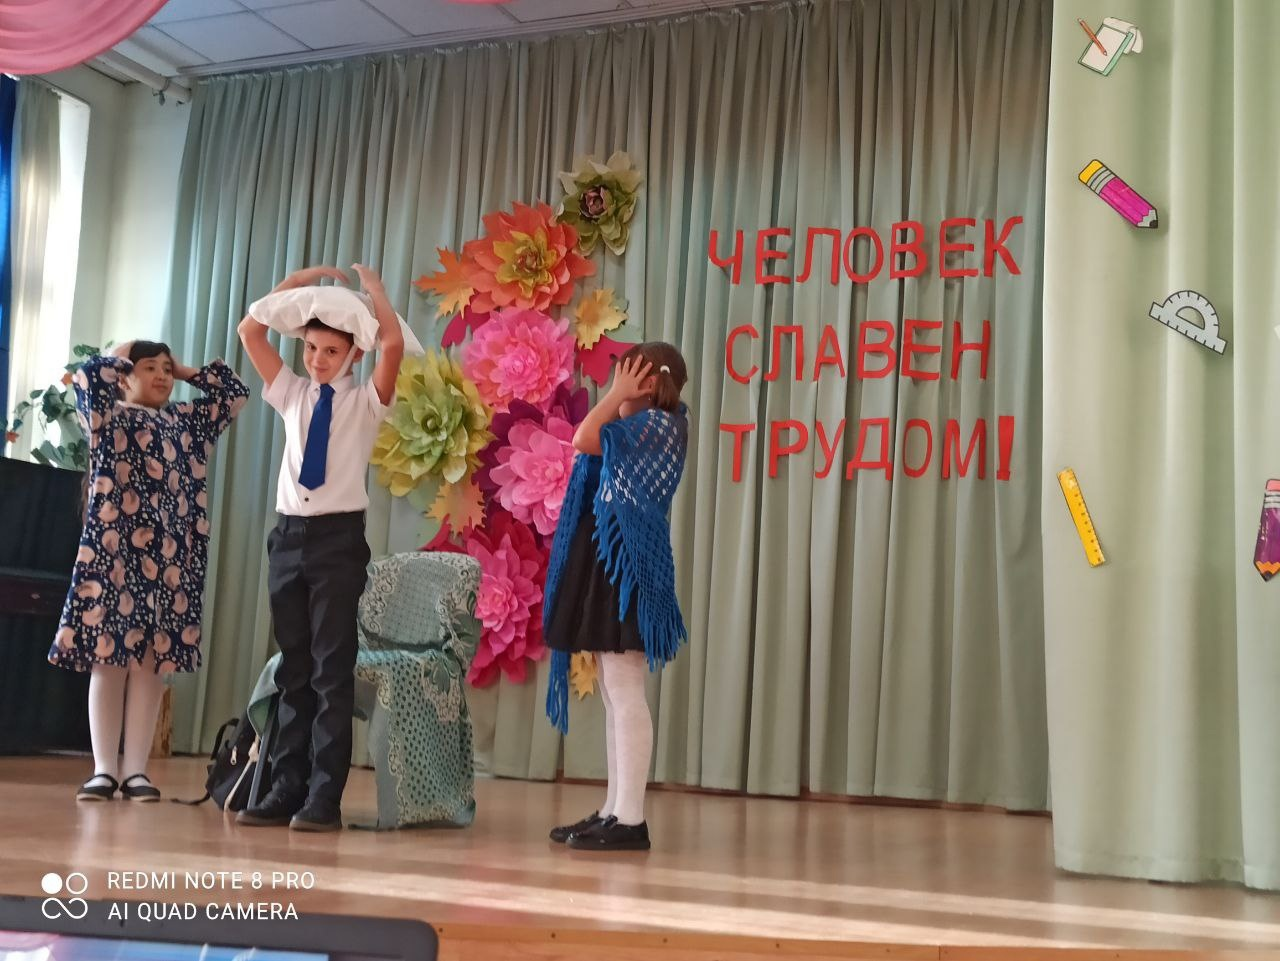 ЧЕЛОВЕК
СЛАВЕН
ТРУДОМ!
REDMI NOTE 8 PRO
AI QUAD CAMERA